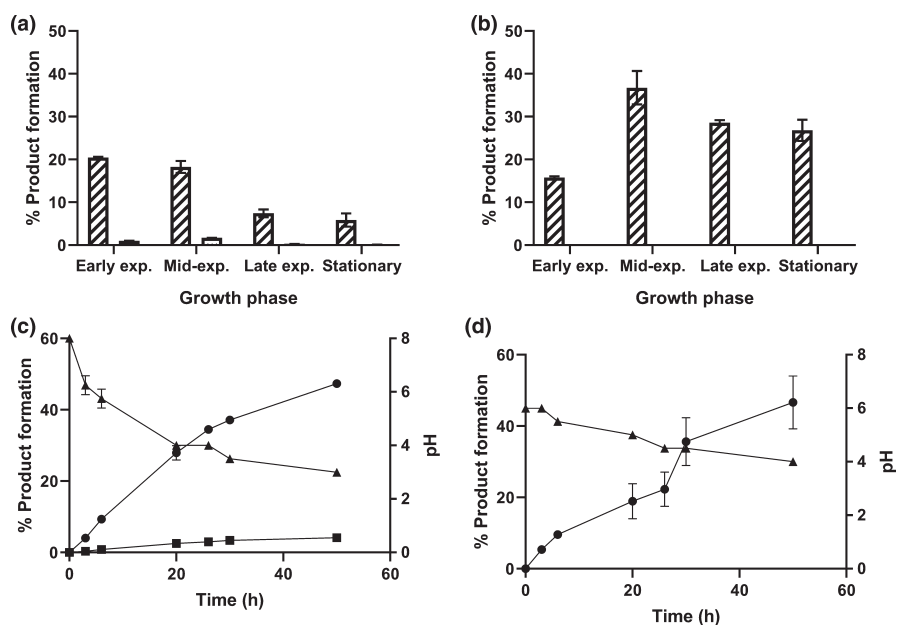 (a)
50
40
30
20
10
0
% Product formation
Early exp. Mid-exp. Late exp. Stationary
Growth phase
(b)
50
40
30
20
10
0
% Product formation
Early exp. Mid-exp. Late exp. Stationary
Growth phase
(c)
60
40
20
0
% Product formation
8
6
4
2
0
pH
0 20 40 60
Time (h)
(d)
60
40
20
0
% Product formation
8
6
4
2
0
pH
0 20 40 60
Time (h)